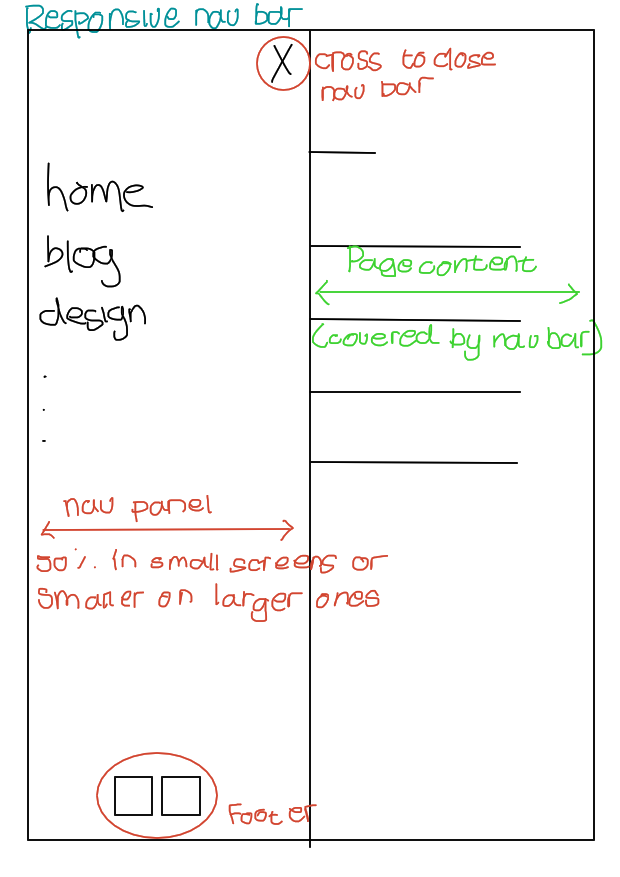 Responsive nav bar
X
cross to close
nav bar
home
blog
design
.
.
.
Page content
(covered by nav bar)
nav panel
50%. in small screens or
smaller on larger ones
Footer